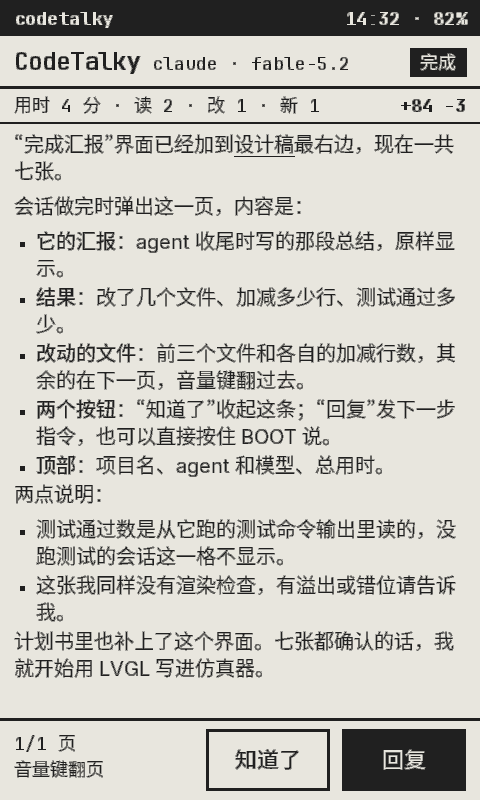 codetalky 14:32 · 82%
CodeTalky claude · fable-5.2 完成
用时 4 分 · 读 2 · 改 1 · 新 1 +84 -3
“完成汇报”界面已经加到设计稿最右边，现在一共
七张。
会话做完时弹出这一页，内容是：
▪ 它的汇报：agent 收尾时写的那段总结，原样显
示。
▪ 结果：改了几个文件、加减多少行、测试通过多
少。
▪ 改动的文件：前三个文件和各自的加减行数，其
余的在下一页，音量键翻过去。
▪ 两个按钮：“知道了”收起这条；“回复”发下一步
指令，也可以直接按住 BOOT 说。
▪ 顶部：项目名、agent 和模型、总用时。
两点说明：
▪ 测试通过数是从它跑的测试命令输出里读的，没
跑测试的会话这一格不显示。
▪ 这张我同样没有渲染检查，有溢出或错位请告诉
我。
计划书里也补上了这个界面。七张都确认的话，我
就开始用 LVGL 写进仿真器。
1/1 页
音量键翻页
知道了
回复